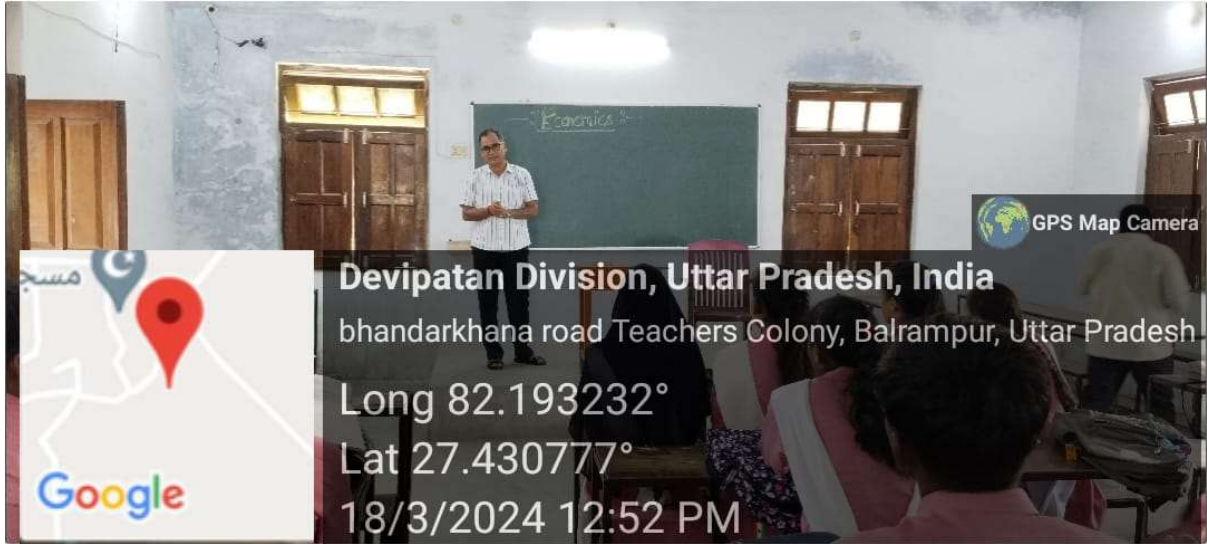 Economics
GPS Map Camera
مسجد
Devipatan Division, Uttar Pradesh, India
bhandarkhana road Teachers Colony, Balrampur, Uttar Pradesh
Long 82.193232°
Lat 27.430777°
18/3/2024 12:52 PM
Google